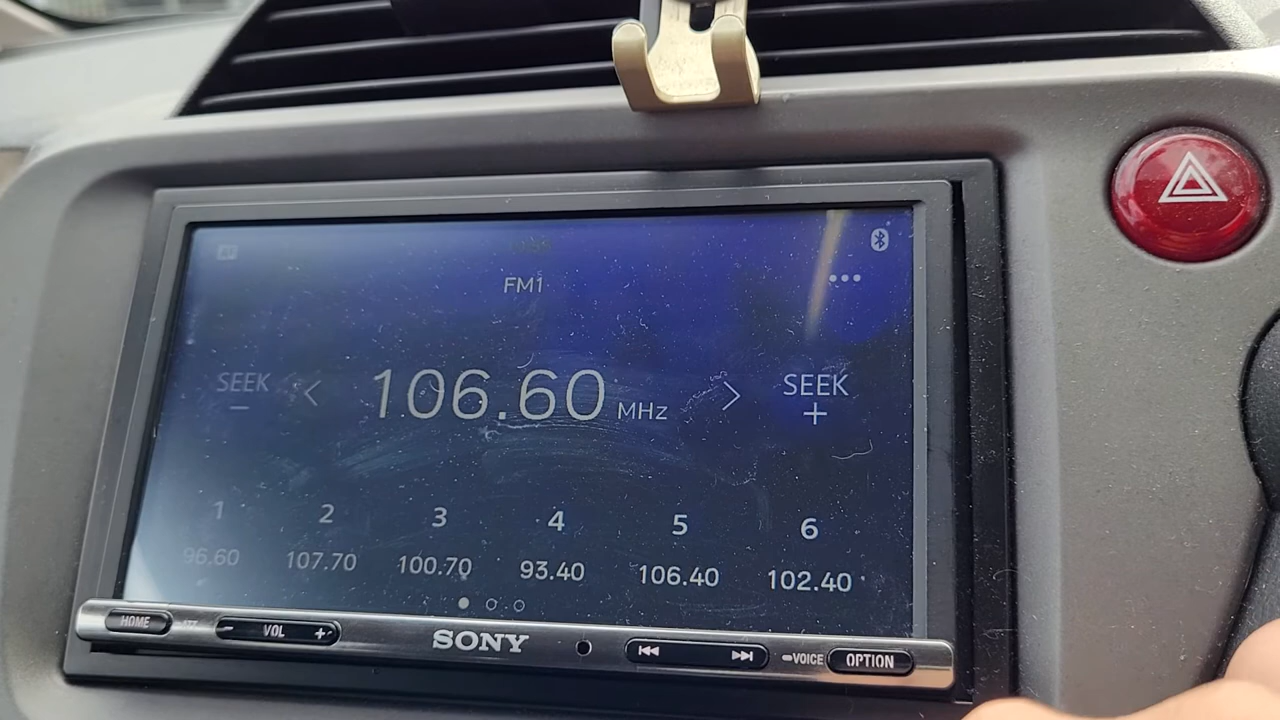 FM1
SEEK
−
106.60 MHz
SEEK
+
1 2 3 4 5 6
96.60 107.70 100.70 93.40 106.40 102.40
HOME ATT − VOL + SONY VOICE OPTION